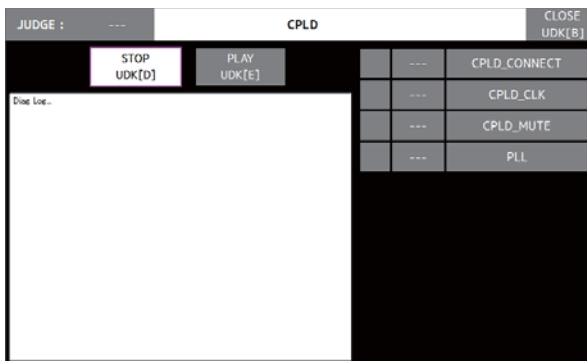 JUDGE : --- CPLD CLOSE
UDK[B]
STOP
UDK[D]
PLAY
UDK[E]
Diag Log...
--- CPLD_CONNECT
--- CPLD_CLK
--- CPLD_MUTE
--- PLL